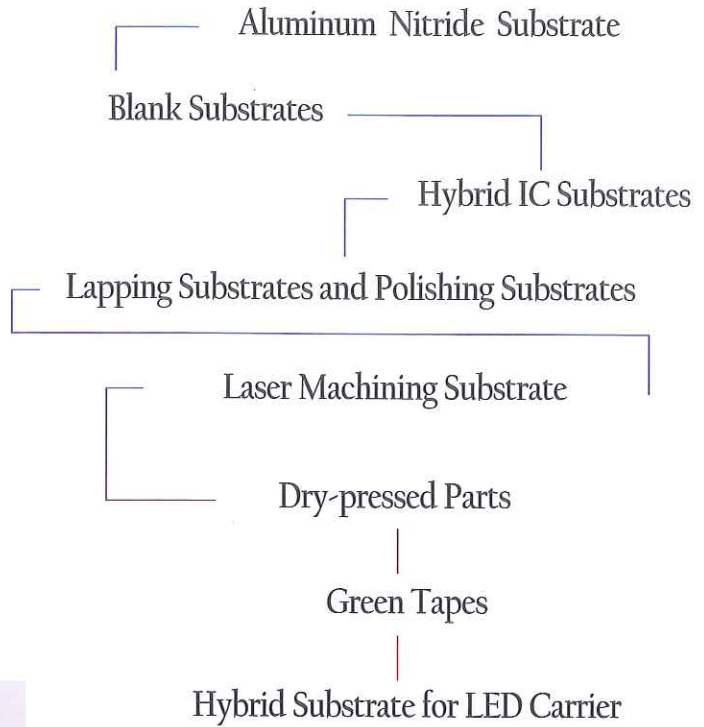 Aluminum Nitride Substrate
Blank Substrates
Hybrid IC Substrates
Lapping Substrates and Polishing Substrates
Laser Machining Substrate
Dry-pressed Parts
Green Tapes
Hybrid Substrate for LED Carrier